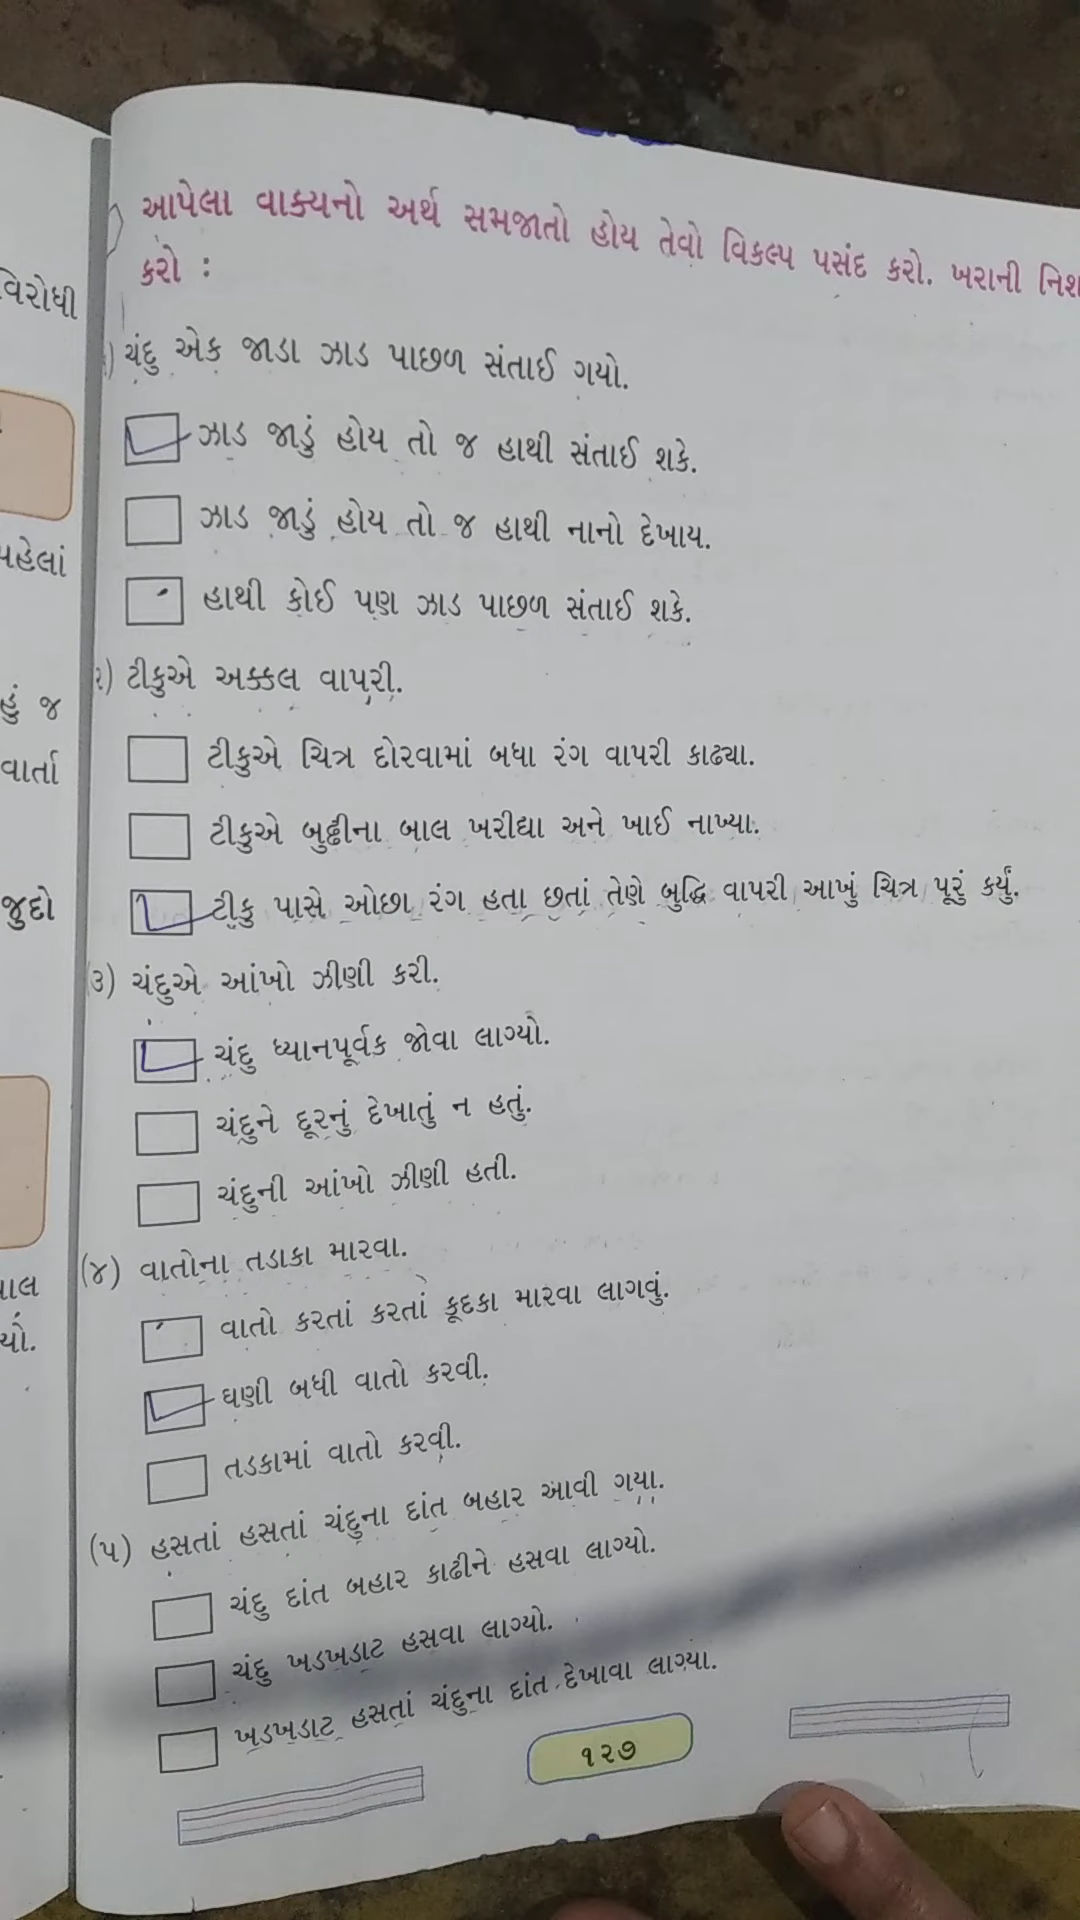 આપેલા વાક્યનો અર્થ સમજાતો હોય તેવો વિકલ્પ પસંદ કરો. ખરાની નિશ
કરો :
વિરોધી
) ચંદુ એક જાડા ઝાડ પાછળ સંતાઈ ગયો.
ઝાડ જાડું હોય તો જ હાથી સંતાઈ શકે.
ઝાડ જાડું હોય તો જ હાથી નાનો દેખાય.
પહેલાં
હાથી કોઈ પણ ઝાડ પાછળ સંતાઈ શકે.
૨) ટીકુએ અક્કલ વાપરી.
હું જ
ટીકુએ ચિત્ર દોરવામાં બધા રંગ વાપરી કાઢ્યા.
વાર્તા
ટીકુએ બુઢ્ઢીના બાલ ખરીદ્યા અને ખાઈ નાખ્યા.
ટીકુ પાસે ઓછા રંગ હતા છતાં તેણે બુદ્ધિ વાપરી આખું ચિત્ર પૂરું કર્યું.
જુદો
૩) ચંદુએ આંખો ઝીણી કરી.
ચંદુ ધ્યાનપૂર્વક જોવા લાગ્યો.
ચંદુને દૂરનું દેખાતું ન હતું.
ચંદુની આંખો ઝીણી હતી.
(૪) વાતોના તડાકા મારવા.
વાતો કરતાં કરતાં કૂદકા મારવા લાગવું.
ઘણી બધી વાતો કરવી.
તડકામાં વાતો કરવી.
(૫) હસતાં હસતાં ચંદુના દાંત બહાર આવી ગયા.
ચંદુ દાંત બહાર કાઢીને હસવા લાગ્યો.
ચંદુ ખડખડાટ હસવા લાગ્યો.
ખડખડાટ હસતાં ચંદુના દાંત દેખાવા લાગ્યા.
૧૨૭